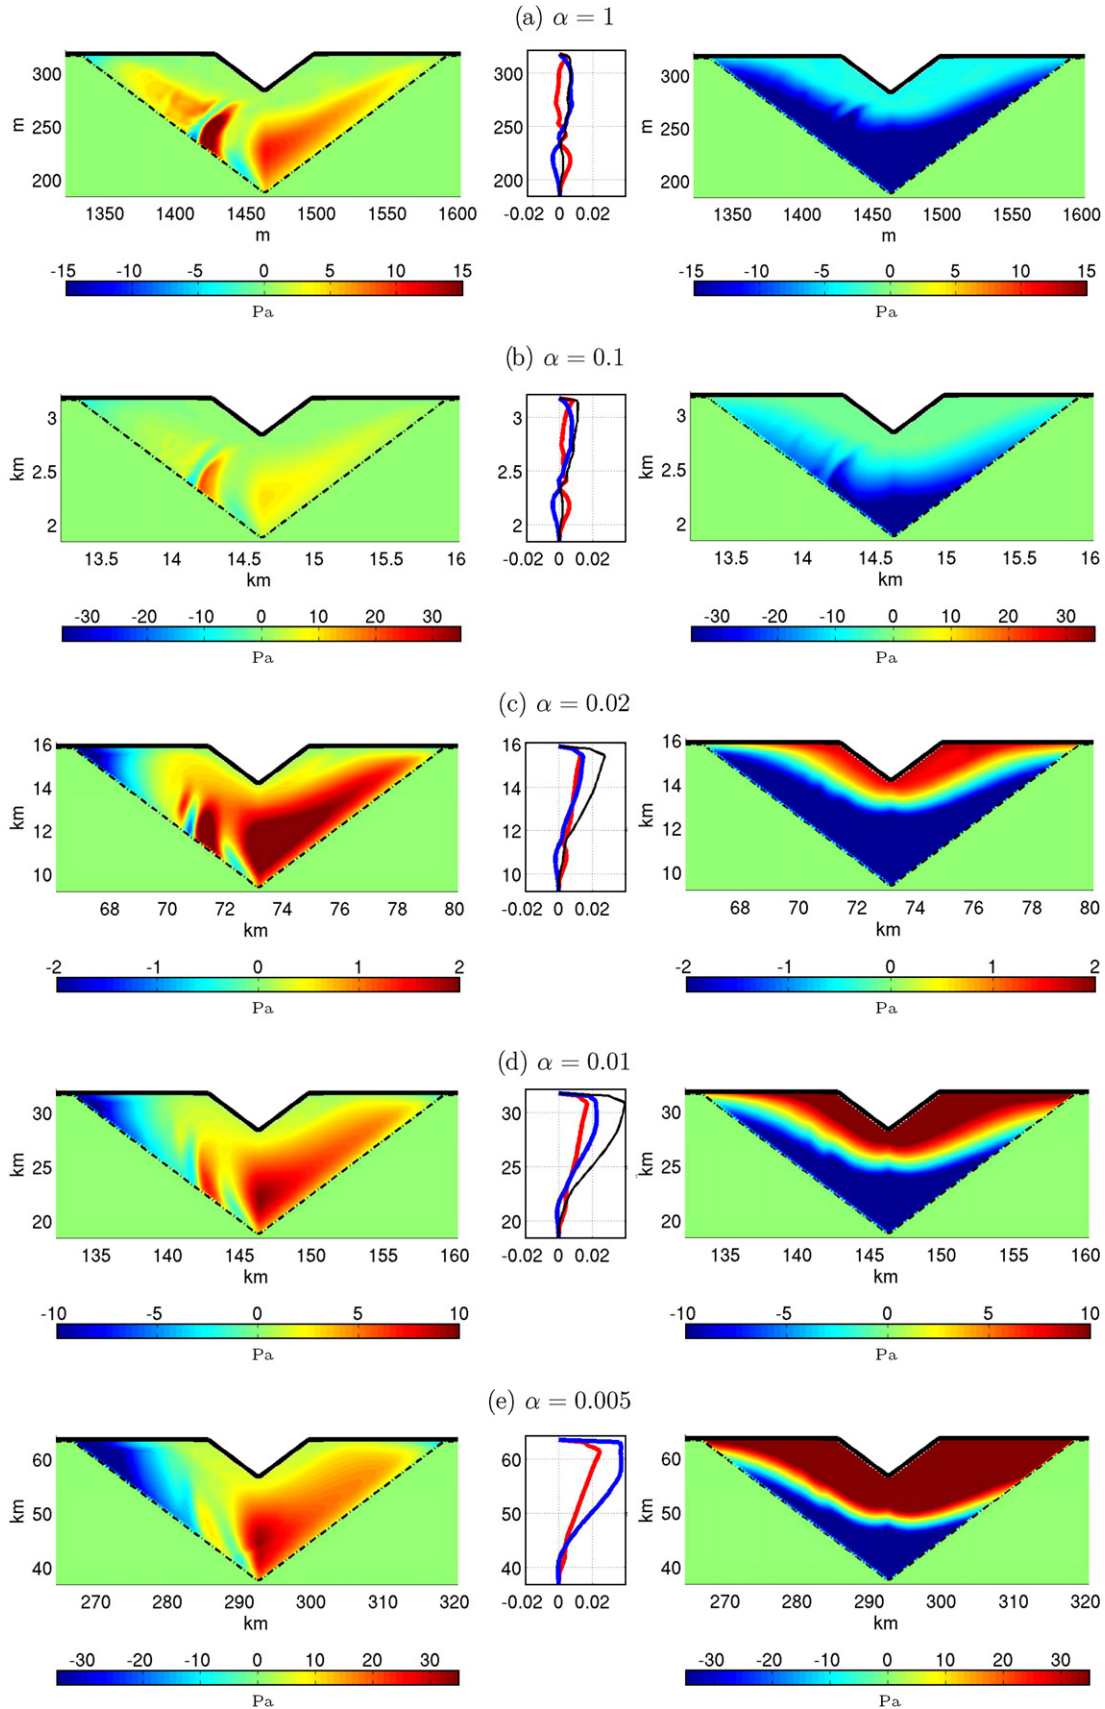 (a) α = 1
300
250
200
m
1350 1400 1450 1500 1550 1600
m
-15 -10 -5 0 5 10 15
Pa
300
250
200
-0.02 0 0.02
300
250
200
m
1350 1400 1450 1500 1550 1600
m
-15 -10 -5 0 5 10 15
Pa
(b) α = 0.1
3
2.5
2
km
13.5 14 14.5 15 15.5 16
km
-30 -20 -10 0 10 20 30
Pa
3
2.5
2
-0.02 0 0.02
3
2.5
2
km
13.5 14 14.5 15 15.5 16
km
-30 -20 -10 0 10 20 30
Pa
(c) α = 0.02
16
14
12
10
km
68 70 72 74 76 78 80
km
-2 -1 0 1 2
Pa
16
14
12
10
-0.02 0 0.02
16
14
12
10
km
68 70 72 74 76 78 80
km
-2 -1 0 1 2
Pa
(d) α = 0.01
30
25
20
km
135 140 145 150 155 160
km
-10 -5 0 5 10
Pa
30
25
20
-0.02 0 0.02
30
25
20
km
135 140 145 150 155 160
km
-10 -5 0 5 10
Pa
(e) α = 0.005
60
50
40
km
270 280 290 300 310 320
km
-30 -20 -10 0 10 20 30
Pa
60
50
40
-0.02 0 0.02
60
50
40
km
270 280 290 300 310 320
km
-30 -20 -10 0 10 20 30
Pa